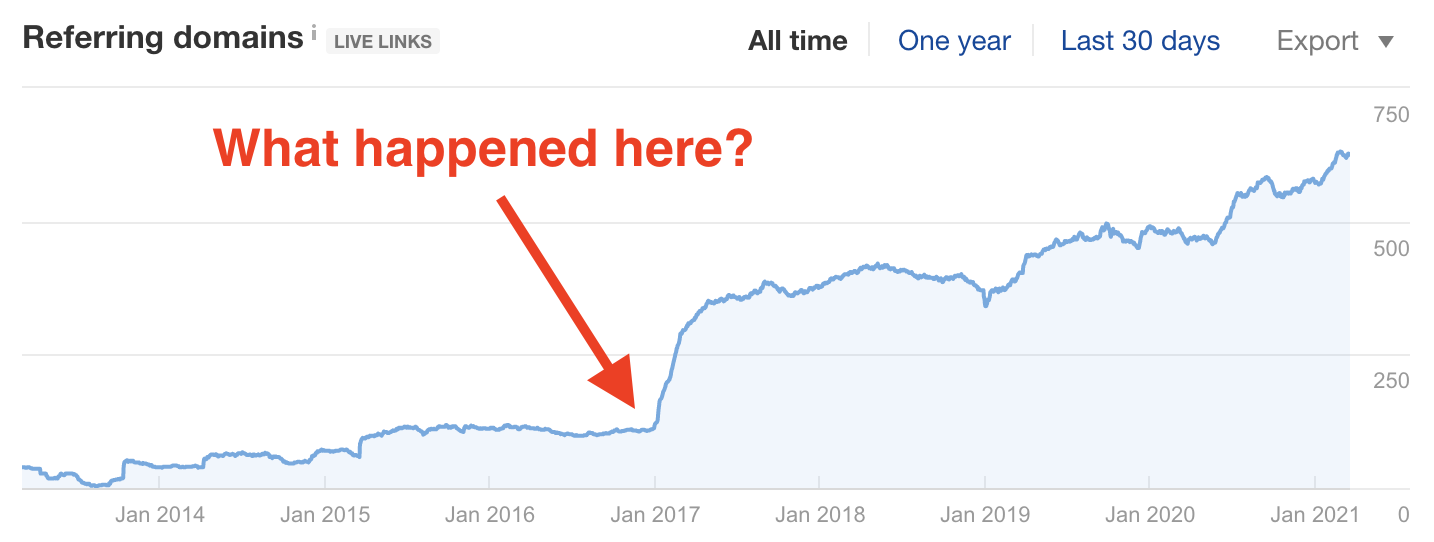 Referring domains i LIVE LINKS All time One year Last 30 days Export
750
What happened here?
500
250
Jan 2014 Jan 2015 Jan 2016 Jan 2017 Jan 2018 Jan 2019 Jan 2020 Jan 2021 0